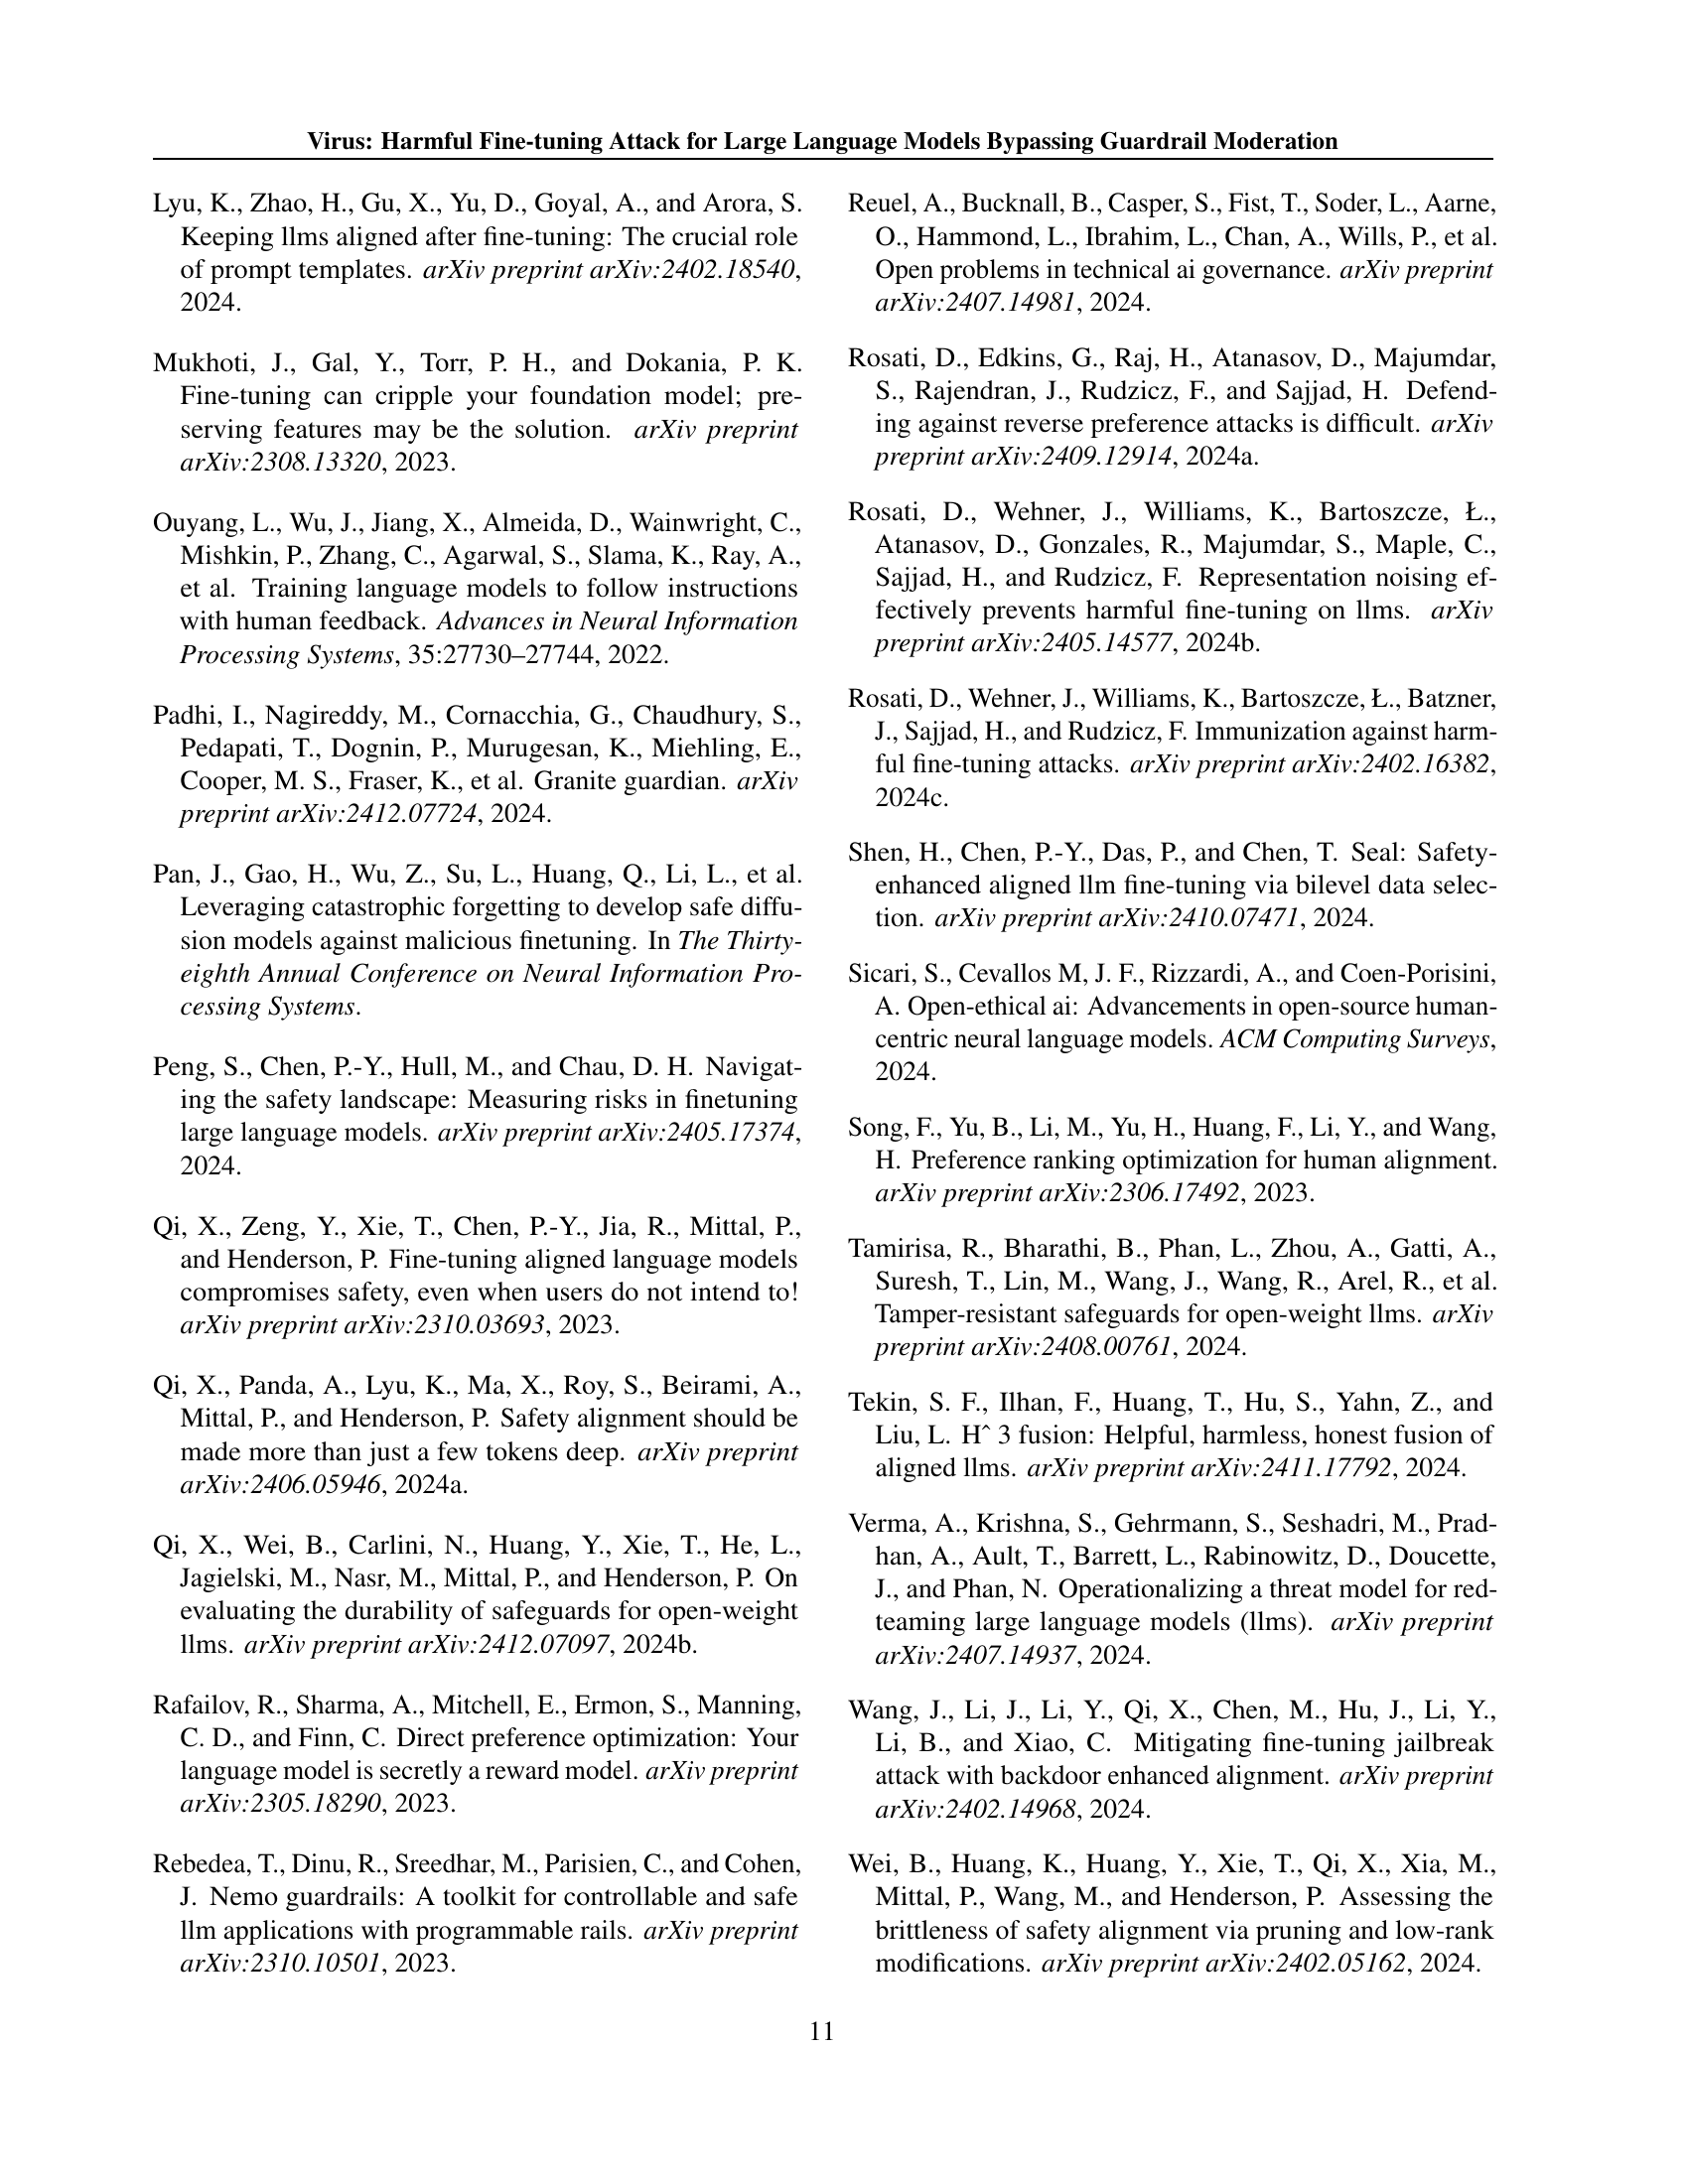 Virus: Harmful Fine-tuning Attack for Large Language Models Bypassing Guardrail Moderation
Lyu, K., Zhao, H., Gu, X., Yu, D., Goyal, A., and Arora, S.
Keeping llms aligned after fine-tuning: The crucial role
of prompt templates. arXiv preprint arXiv:2402.18540,
2024.
Mukhoti, J., Gal, Y., Torr, P. H., and Dokania, P. K.
Fine-tuning can cripple your foundation model; pre-
serving features may be the solution. arXiv preprint
arXiv:2308.13320, 2023.
Ouyang, L., Wu, J., Jiang, X., Almeida, D., Wainwright, C.,
Mishkin, P., Zhang, C., Agarwal, S., Slama, K., Ray, A.,
et al. Training language models to follow instructions
with human feedback. Advances in Neural Information
Processing Systems, 35:27730–27744, 2022.
Padhi, I., Nagireddy, M., Cornacchia, G., Chaudhury, S.,
Pedapati, T., Dognin, P., Murugesan, K., Miehling, E.,
Cooper, M. S., Fraser, K., et al. Granite guardian. arXiv
preprint arXiv:2412.07724, 2024.
Pan, J., Gao, H., Wu, Z., Su, L., Huang, Q., Li, L., et al.
Leveraging catastrophic forgetting to develop safe diffu-
sion models against malicious finetuning. In The Thirty-
eighth Annual Conference on Neural Information Pro-
cessing Systems.
Peng, S., Chen, P.-Y., Hull, M., and Chau, D. H. Navigat-
ing the safety landscape: Measuring risks in finetuning
large language models. arXiv preprint arXiv:2405.17374,
2024.
Qi, X., Zeng, Y., Xie, T., Chen, P.-Y., Jia, R., Mittal, P.,
and Henderson, P. Fine-tuning aligned language models
compromises safety, even when users do not intend to!
arXiv preprint arXiv:2310.03693, 2023.
Qi, X., Panda, A., Lyu, K., Ma, X., Roy, S., Beirami, A.,
Mittal, P., and Henderson, P. Safety alignment should be
made more than just a few tokens deep. arXiv preprint
arXiv:2406.05946, 2024a.
Qi, X., Wei, B., Carlini, N., Huang, Y., Xie, T., He, L.,
Jagielski, M., Nasr, M., Mittal, P., and Henderson, P. On
evaluating the durability of safeguards for open-weight
llms. arXiv preprint arXiv:2412.07097, 2024b.
Rafailov, R., Sharma, A., Mitchell, E., Ermon, S., Manning,
C. D., and Finn, C. Direct preference optimization: Your
language model is secretly a reward model. arXiv preprint
arXiv:2305.18290, 2023.
Rebedea, T., Dinu, R., Sreedhar, M., Parisien, C., and Cohen,
J. Nemo guardrails: A toolkit for controllable and safe
llm applications with programmable rails. arXiv preprint
arXiv:2310.10501, 2023.
Reuel, A., Bucknall, B., Casper, S., Fist, T., Soder, L., Aarne,
O., Hammond, L., Ibrahim, L., Chan, A., Wills, P., et al.
Open problems in technical ai governance. arXiv preprint
arXiv:2407.14981, 2024.
Rosati, D., Edkins, G., Raj, H., Atanasov, D., Majumdar,
S., Rajendran, J., Rudzicz, F., and Sajjad, H. Defend-
ing against reverse preference attacks is difficult. arXiv
preprint arXiv:2409.12914, 2024a.
Rosati, D., Wehner, J., Williams, K., Bartoszcze, Ł.,
Atanasov, D., Gonzales, R., Majumdar, S., Maple, C.,
Sajjad, H., and Rudzicz, F. Representation noising ef-
fectively prevents harmful fine-tuning on llms. arXiv
preprint arXiv:2405.14577, 2024b.
Rosati, D., Wehner, J., Williams, K., Bartoszcze, Ł., Batzner,
J., Sajjad, H., and Rudzicz, F. Immunization against harm-
ful fine-tuning attacks. arXiv preprint arXiv:2402.16382,
2024c.
Shen, H., Chen, P.-Y., Das, P., and Chen, T. Seal: Safety-
enhanced aligned llm fine-tuning via bilevel data selec-
tion. arXiv preprint arXiv:2410.07471, 2024.
Sicari, S., Cevallos M, J. F., Rizzardi, A., and Coen-Porisini,
A. Open-ethical ai: Advancements in open-source human-
centric neural language models. ACM Computing Surveys,
2024.
Song, F., Yu, B., Li, M., Yu, H., Huang, F., Li, Y., and Wang,
H. Preference ranking optimization for human alignment.
arXiv preprint arXiv:2306.17492, 2023.
Tamirisa, R., Bharathi, B., Phan, L., Zhou, A., Gatti, A.,
Suresh, T., Lin, M., Wang, J., Wang, R., Arel, R., et al.
Tamper-resistant safeguards for open-weight llms. arXiv
preprint arXiv:2408.00761, 2024.
Tekin, S. F., Ilhan, F., Huang, T., Hu, S., Yahn, Z., and
Liu, L. Hˆ 3 fusion: Helpful, harmless, honest fusion of
aligned llms. arXiv preprint arXiv:2411.17792, 2024.
Verma, A., Krishna, S., Gehrmann, S., Seshadri, M., Prad-
han, A., Ault, T., Barrett, L., Rabinowitz, D., Doucette,
J., and Phan, N. Operationalizing a threat model for red-
teaming large language models (llms). arXiv preprint
arXiv:2407.14937, 2024.
Wang, J., Li, J., Li, Y., Qi, X., Chen, M., Hu, J., Li, Y.,
Li, B., and Xiao, C. Mitigating fine-tuning jailbreak
attack with backdoor enhanced alignment. arXiv preprint
arXiv:2402.14968, 2024.
Wei, B., Huang, K., Huang, Y., Xie, T., Qi, X., Xia, M.,
Mittal, P., Wang, M., and Henderson, P. Assessing the
brittleness of safety alignment via pruning and low-rank
modifications. arXiv preprint arXiv:2402.05162, 2024.
11